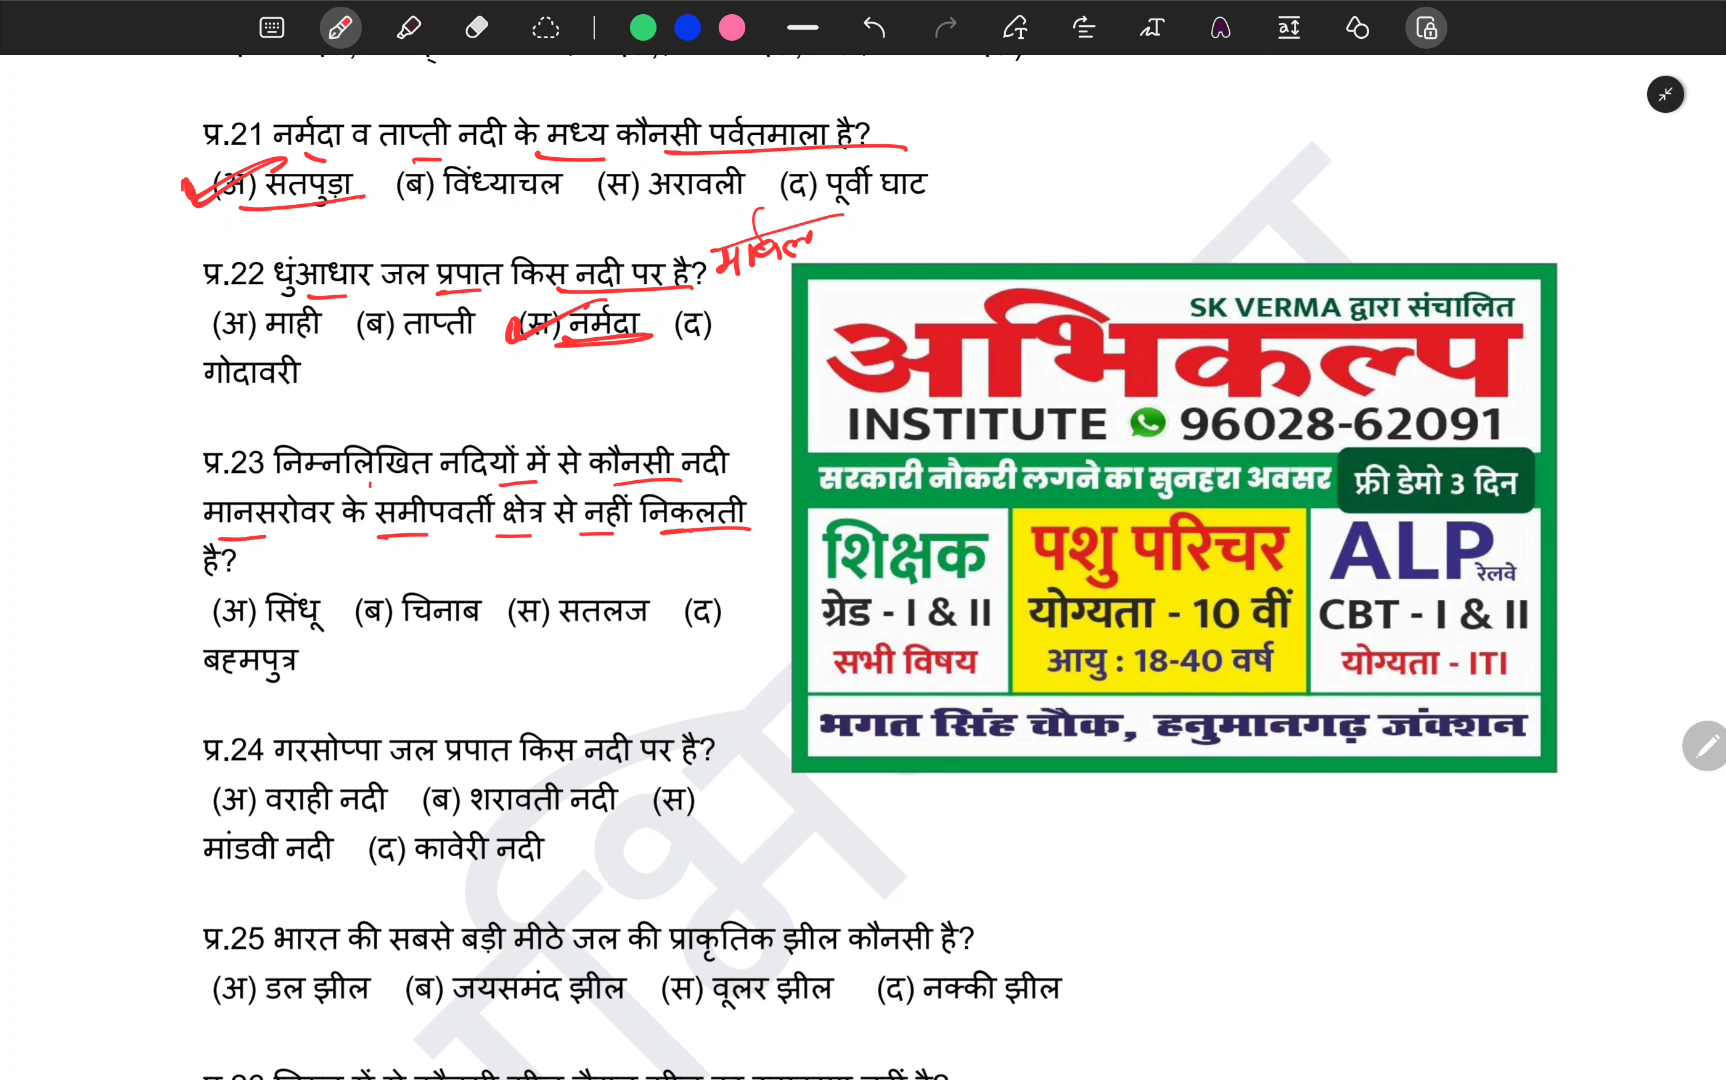 प्र.21 नर्मदा व ताप्ती नदी के मध्य कौनसी पर्वतमाला है?
(अ) सतपुड़ा (ब) विंध्याचल (स) अरावली (द) पूर्वी घाट
मार्बल
प्र.22 धुंआधार जल प्रपात किस नदी पर है?
(अ) माही (ब) ताप्ती (स) नर्मदा (द)
गोदावरी
प्र.23 निम्नलिखित नदियों में से कौनसी नदी
मानसरोवर के समीपवर्ती क्षेत्र से नहीं निकलती
है?
(अ) सिंधू (ब) चिनाब (स) सतलज (द)
बह्मपुत्र
प्र.24 गरसोप्पा जल प्रपात किस नदी पर है?
(अ) वराही नदी (ब) शरावती नदी (स)
मांडवी नदी (द) कावेरी नदी
प्र.25 भारत की सबसे बड़ी मीठे जल की प्राकृतिक झील कौनसी है?
(अ) डल झील (ब) जयसमंद झील (स) वूलर झील (द) नक्की झील
SK VERMA द्वारा संचालित
अभिकल्प
INSTITUTE 96028-62091
सरकारी नौकरी लगने का सुनहरा अवसर फ्री डेमो 3 दिन
शिक्षक
ग्रेड - I & II
सभी विषय
पशु परिचर
योग्यता - 10 वीं
आयु : 18-40 वर्ष
ALP रेलवे
CBT - I & II
योग्यता - ITI
भगत सिंह चौक, हनुमानगढ़ जंक्शन